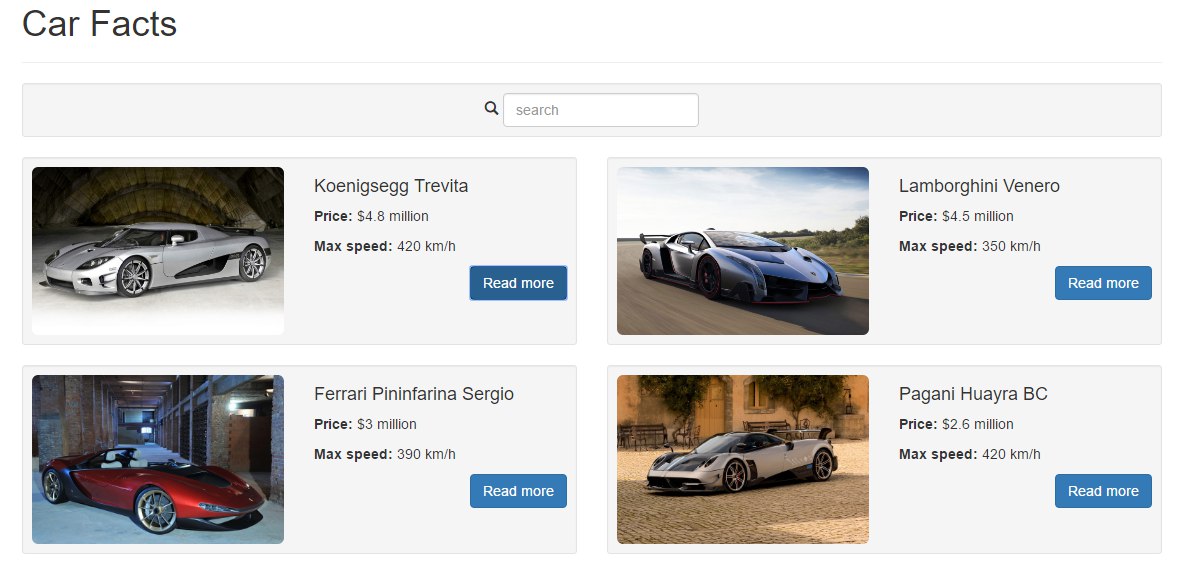 Car Facts
search
Koenigsegg Trevita
Price: $4.8 million
Max speed: 420 km/h
Read more
Lamborghini Venero
Price: $4.5 million
Max speed: 350 km/h
Read more
Ferrari Pininfarina Sergio
Price: $3 million
Max speed: 390 km/h
Read more
Pagani Huayra BC
Price: $2.6 million
Max speed: 420 km/h
Read more